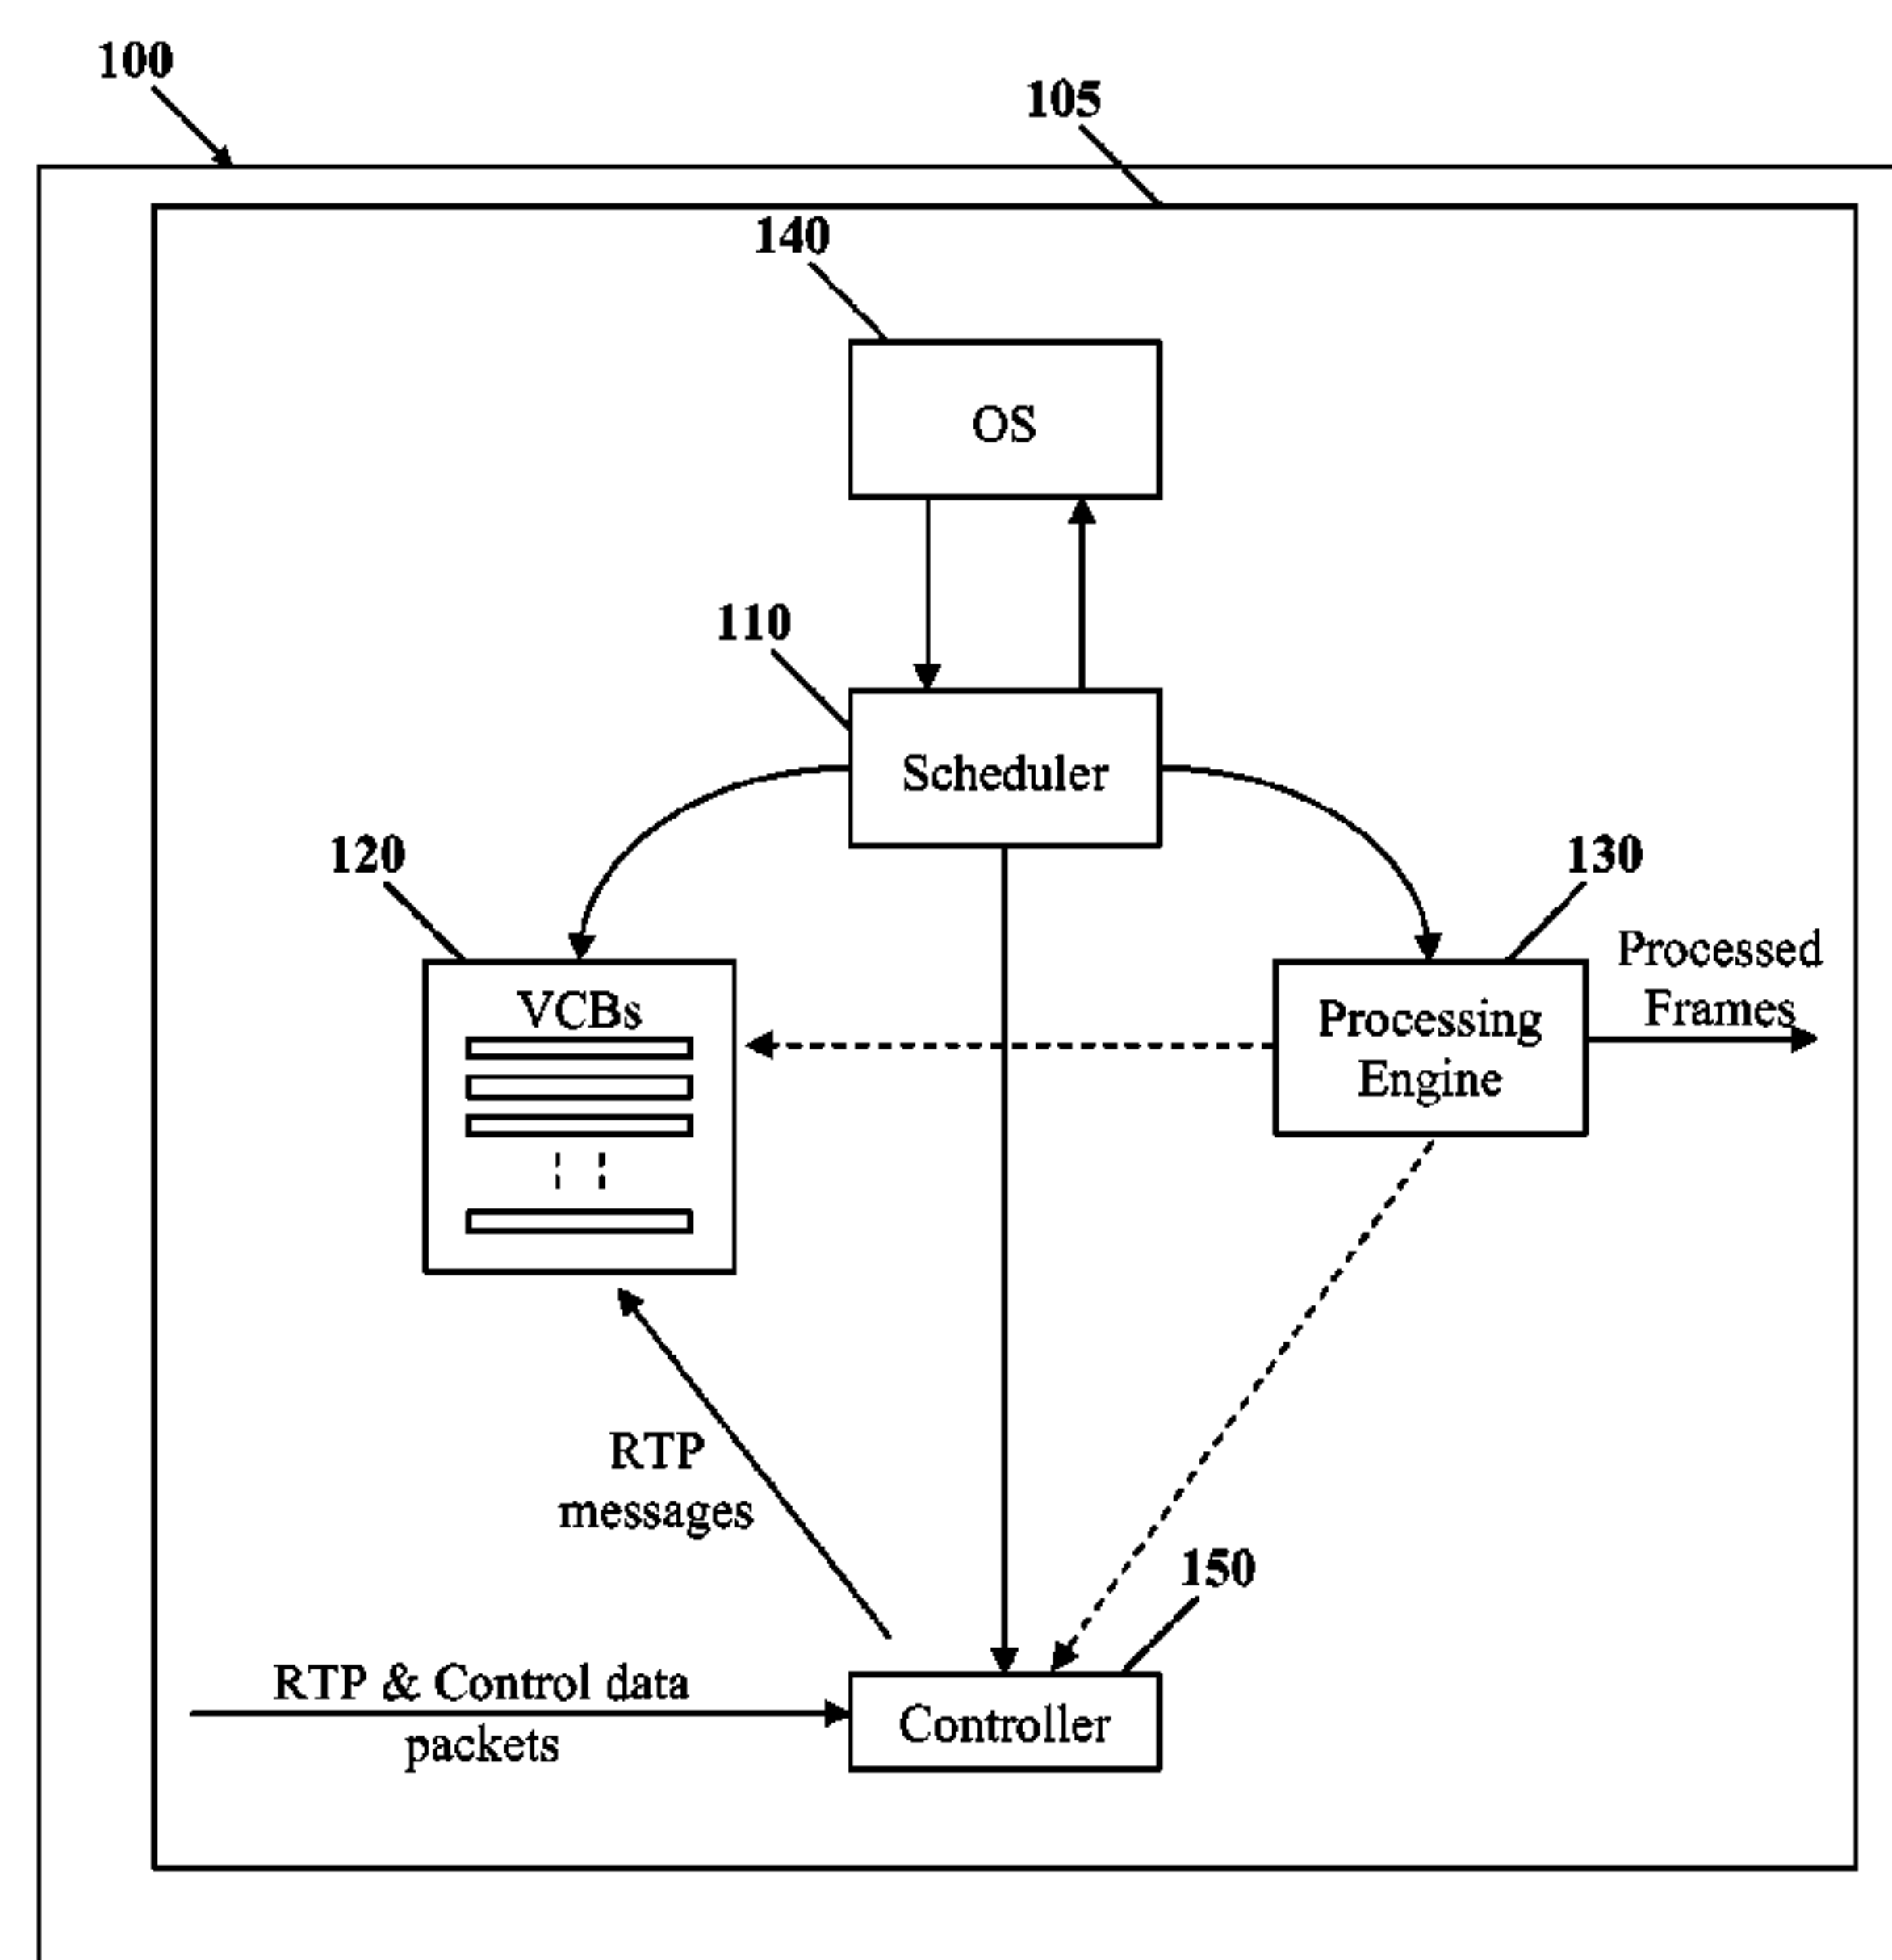 100
105
140
OS
110
Scheduler
120
130
VCBs
Processed
Frames
Processing
Engine
RTP
messages
150
RTP & Control data
packets
Controller